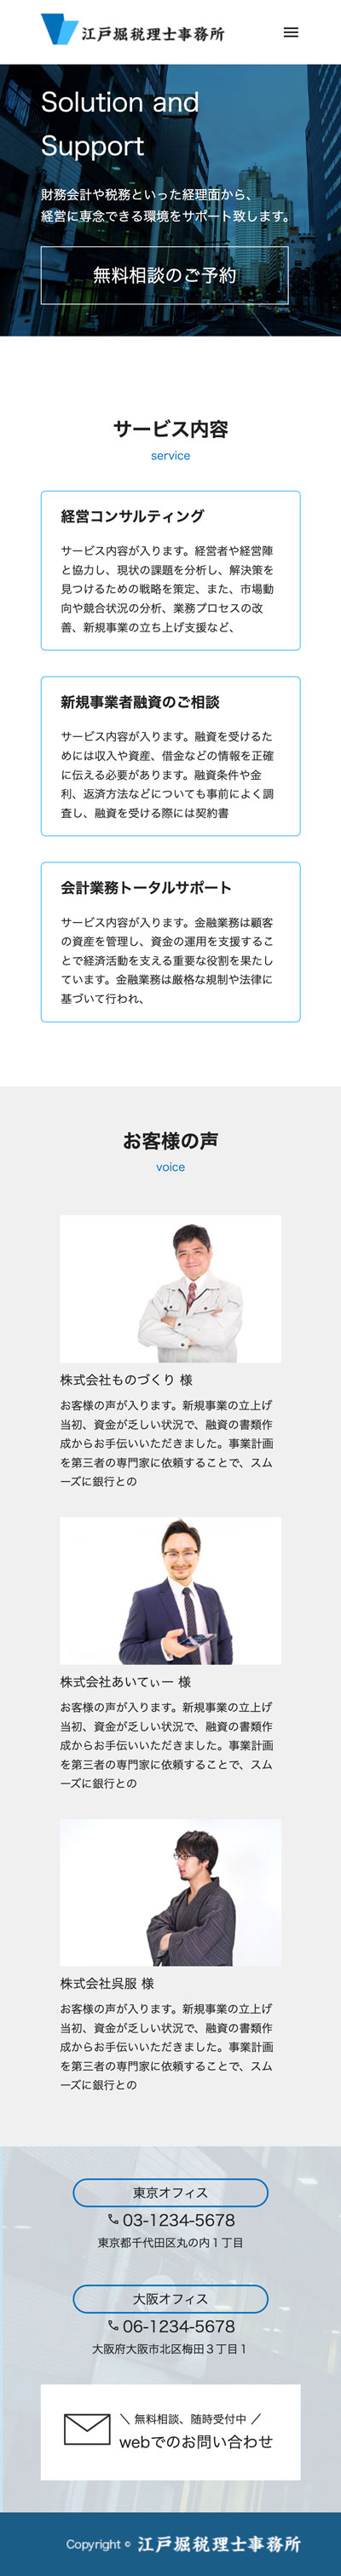 江戸堀税理士事務所
Solution and
Support
財務会計や税務といった経理面から、
経営に専念できる環境をサポート致します。
無料相談のご予約
サービス内容
service
経営コンサルティング
サービス内容が入ります。経営者や経営陣
と協力し、現状の課題を分析し、解決策を
見つけるための戦略を策定、また、市場動
向や競合状況の分析、業務プロセスの改
善、新規事業の立ち上げ支援など、
新規事業者融資のご相談
サービス内容が入ります。融資を受けるた
めには収入や資産、借金などの情報を正確
に伝える必要があります。融資条件や金
利、返済方法などについても事前によく調
査し、融資を受ける際には契約書
会計業務トータルサポート
サービス内容が入ります。金融業務は顧客
の資産を管理し、資金の運用を支援するこ
とで経済活動を支える重要な役割を果たし
ています。金融業務は厳格な規制や法律に
基づいて行われ、
お客様の声
voice
株式会社ものづくり 様
お客様の声が入ります。新規事業の立上げ
当初、資金が乏しい状況で、融資の書類作
成からお手伝いいただきました。事業計画
を第三者の専門家に依頼することで、スム
ーズに銀行との
株式会社あいてぃー 様
お客様の声が入ります。新規事業の立上げ
当初、資金が乏しい状況で、融資の書類作
成からお手伝いいただきました。事業計画
を第三者の専門家に依頼することで、スム
ーズに銀行との
株式会社呉服 様
お客様の声が入ります。新規事業の立上げ
当初、資金が乏しい状況で、融資の書類作
成からお手伝いいただきました。事業計画
を第三者の専門家に依頼することで、スム
ーズに銀行との
東京オフィス
03-1234-5678
東京都千代田区丸の内１丁目
大阪オフィス
06-1234-5678
大阪府大阪市北区梅田３丁目１
＼ 無料相談、随時受付中 ／
webでのお問い合わせ
Copyright © 江戸堀税理士事務所